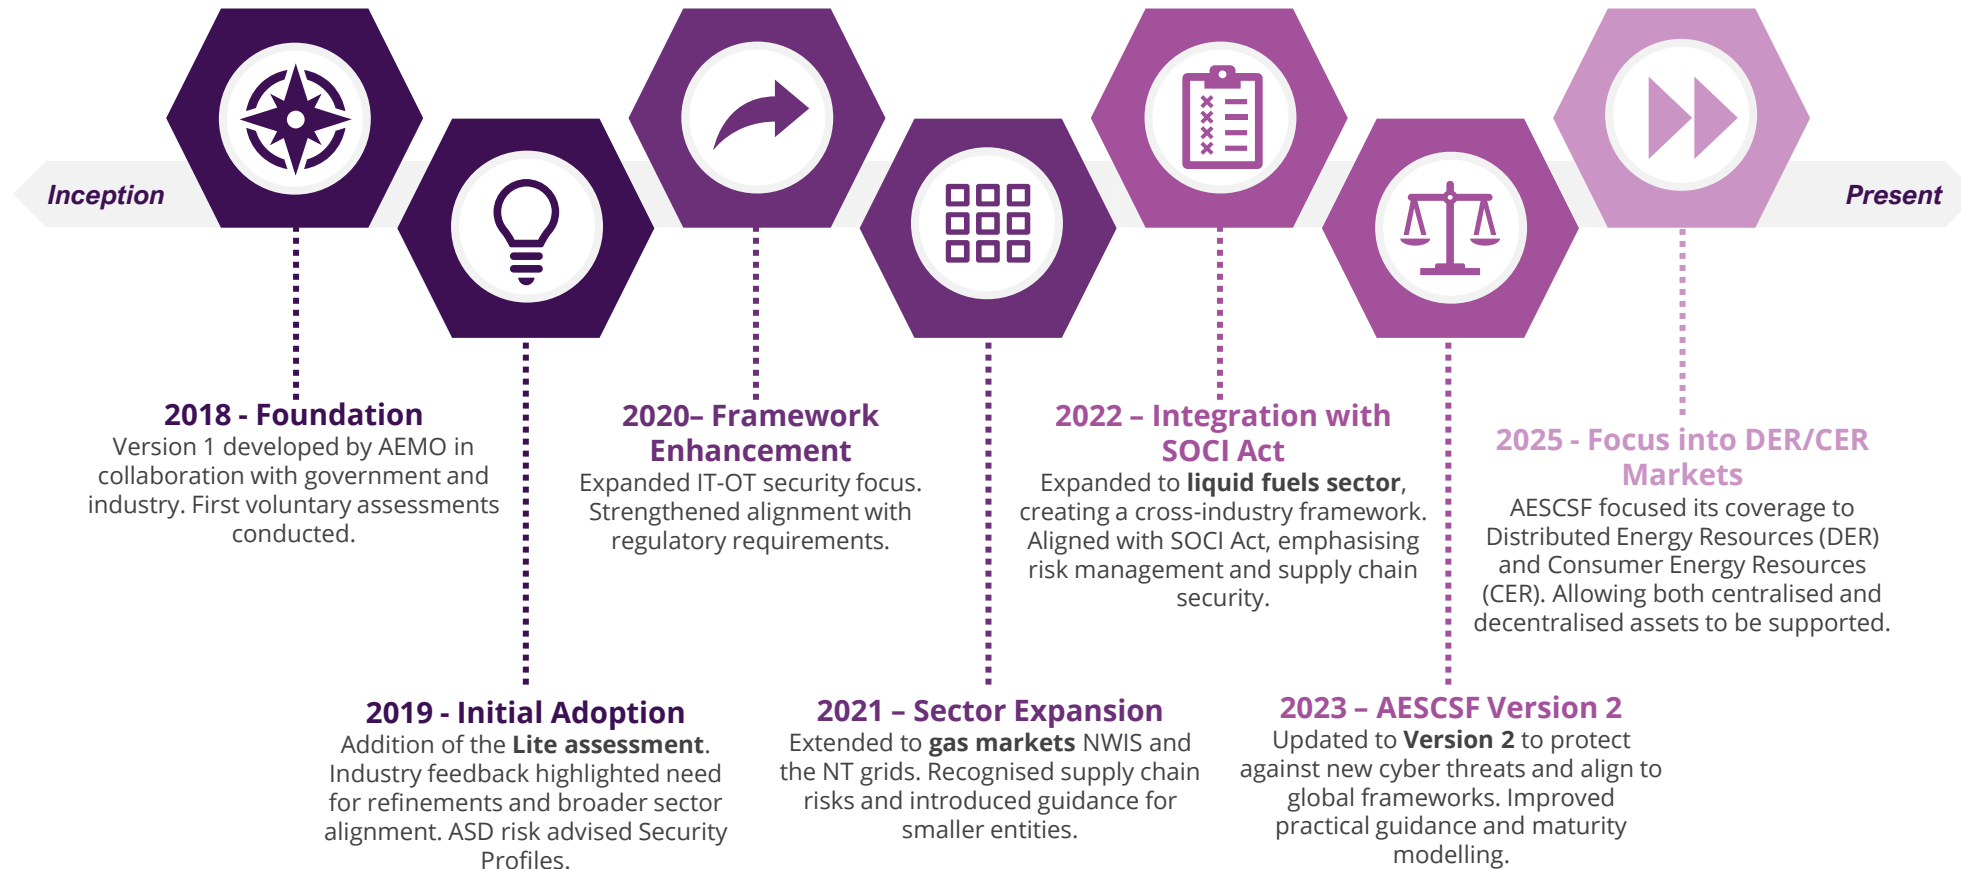 Inception
Present
2018 - Foundation
Version 1 developed by AEMO in
collaboration with government and
industry. First voluntary assessments
conducted.
2019 - Initial Adoption
Addition of the Lite assessment.
Industry feedback highlighted need
for refinements and broader sector
alignment. ASD risk advised Security
Profiles.
2020– Framework
Enhancement
Expanded IT-OT security focus.
Strengthened alignment with
regulatory requirements.
2021 – Sector Expansion
Extended to gas markets NWIS and
the NT grids. Recognised supply chain
risks and introduced guidance for
smaller entities.
2022 – Integration with
SOCI Act
Expanded to liquid fuels sector,
creating a cross-industry framework.
Aligned with SOCI Act, emphasising
risk management and supply chain
security.
2023 – AESCSF Version 2
Updated to Version 2 to protect
against new cyber threats and align to
global frameworks. Improved
practical guidance and maturity
modelling.
2025 - Focus into DER/CER
Markets
AESCSF focused its coverage to
Distributed Energy Resources (DER)
and Consumer Energy Resources
(CER). Allowing both centralised and
decentralised assets to be supported.